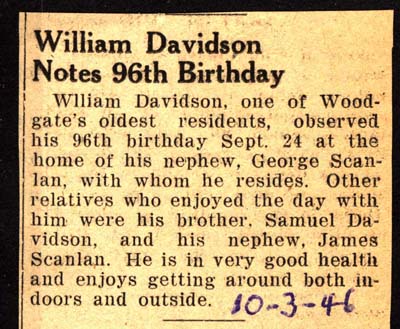 William Davidson
Notes 96th Birthday
Wlliam Davidson, one of Wood-
gate's oldest residents, observed
his 96th birthday Sept. 24 at the
home of his nephew, George Scan-
lan, with whom he resides. Other
relatives who enjoyed the day with
him were his brother, Samuel Da-
vidson, and his nephew, James
Scanlan. He is in very good health
and enjoys getting around both in-
doors and outside.
10-3-46